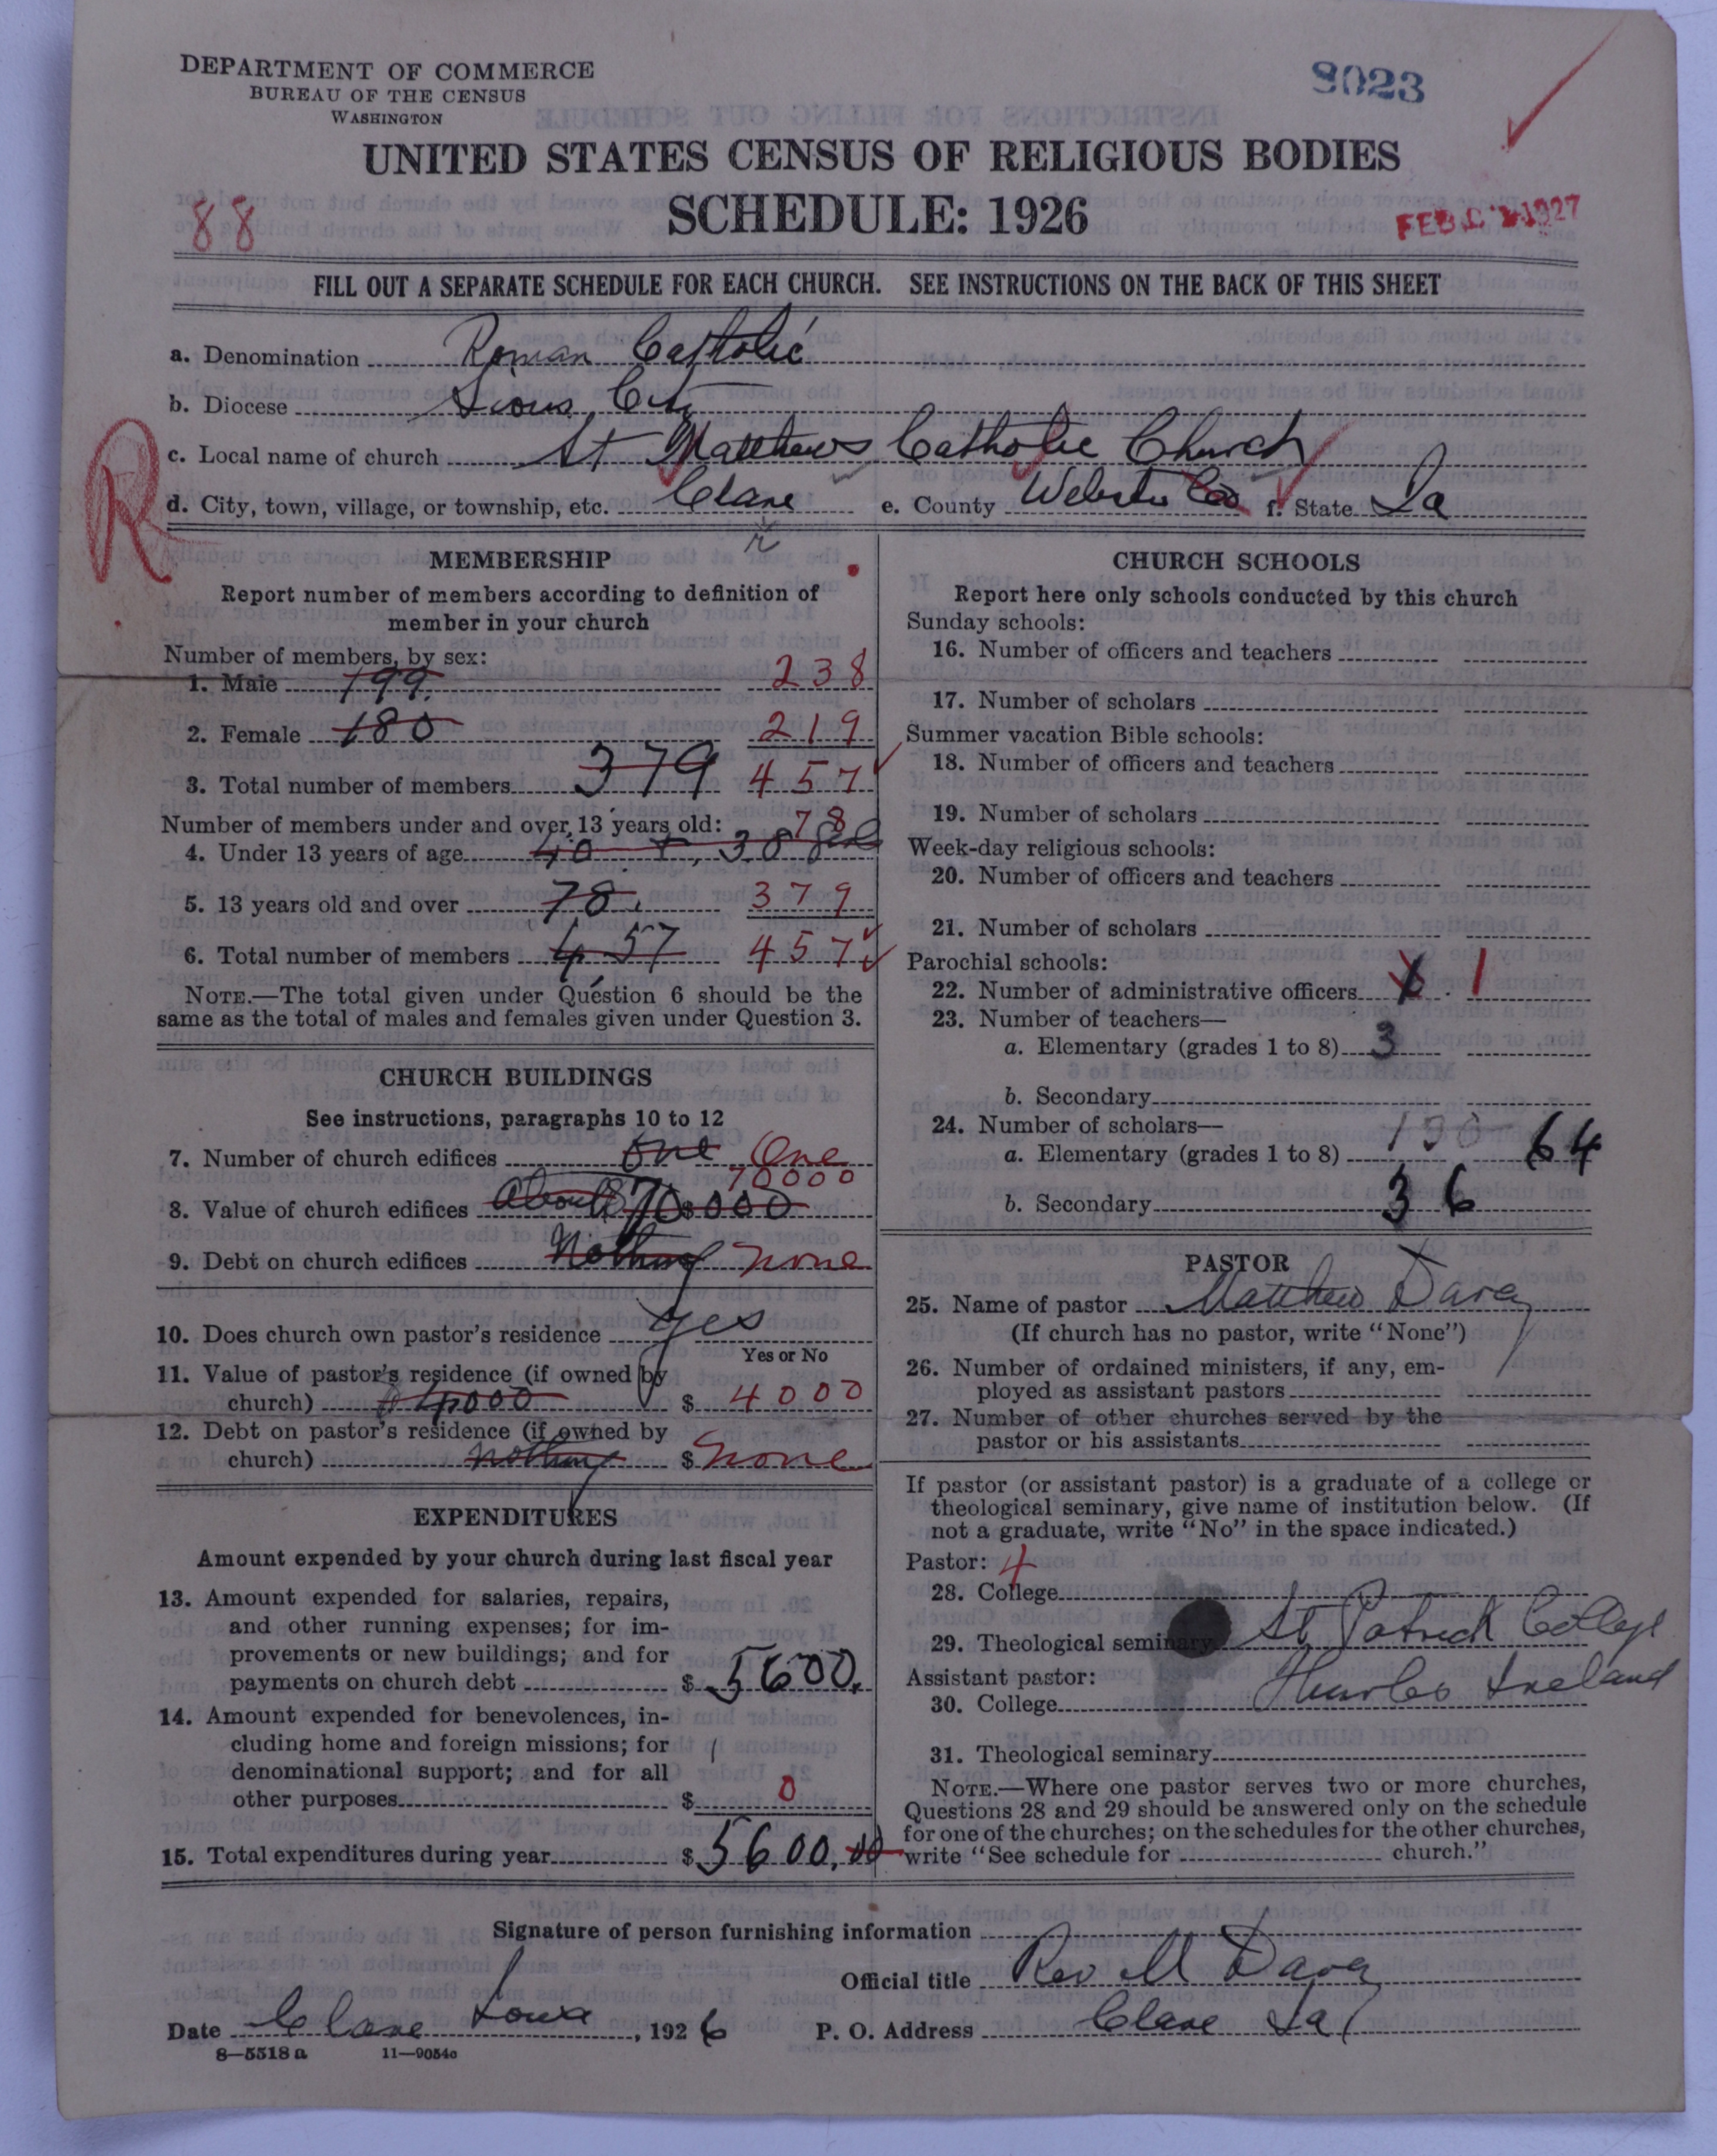 DEPARTMENT OF COMMERCE
BUREAU OF THE CENSUS
WASHINGTON
8023
UNITED STATES CENSUS OF RELIGIOUS BODIES
SCHEDULE: 1926
88
FEB 1927
FILL OUT A SEPARATE SCHEDULE FOR EACH CHURCH. SEE INSTRUCTIONS ON THE BACK OF THIS SHEET
a. Denomination Roman Catholic
b. Diocese Sioux City
c. Local name of church St Matthews Catholic Church
R
d. City, town, village, or township, etc. Clare e. County Webster Co f. State Ia
r
MEMBERSHIP
Report number of members according to definition of
member in your church
Number of members, by sex:
1. Male 199. 238
2. Female 180 219
3. Total number of members 379 457
Number of members under and over 13 years old: 78
4. Under 13 years of age 40 38
5. 13 years old and over 78. 379
6. Total number of members 457 457
NOTE.—The total given under Question 6 should be the
same as the total of males and females given under Question 3.
CHURCH BUILDINGS
See instructions, paragraphs 10 to 12
7. Number of church edifices One One
70000
8. Value of church edifices about $70000
9. Debt on church edifices Nothing none
10. Does church own pastor's residence yes
Yes or No
11. Value of pastor's residence (if owned by
church) $4000 $ 4000
12. Debt on pastor's residence (if owned by
church) nothing $ none
EXPENDITURES
Amount expended by your church during last fiscal year
13. Amount expended for salaries, repairs,
and other running expenses; for im-
provements or new buildings; and for
payments on church debt $ 5600.
14. Amount expended for benevolences, in-
cluding home and foreign missions; for
denominational support; and for all
other purposes $ 0
15. Total expenditures during year $ 5600.00
CHURCH SCHOOLS
Report here only schools conducted by this church
Sunday schools:
16. Number of officers and teachers
17. Number of scholars
Summer vacation Bible schools:
18. Number of officers and teachers
19. Number of scholars
Week-day religious schools:
20. Number of officers and teachers
21. Number of scholars
Parochial schools:
22. Number of administrative officers 1
23. Number of teachers—
a. Elementary (grades 1 to 8) 3
b. Secondary
24. Number of scholars—
a. Elementary (grades 1 to 8) 64
b. Secondary 36
PASTOR
25. Name of pastor Matthew Davey
(If church has no pastor, write "None")
26. Number of ordained ministers, if any, em-
ployed as assistant pastors
27. Number of other churches served by the
pastor or his assistants
If pastor (or assistant pastor) is a graduate of a college or
theological seminary, give name of institution below. (If
not a graduate, write "No" in the space indicated.)
Pastor: 4
28. College
29. Theological seminary St Patrick College
Assistant pastor: Thurles Ireland
30. College
31. Theological seminary
NOTE.—Where one pastor serves two or more churches,
Questions 28 and 29 should be answered only on the schedule
for one of the churches; on the schedules for the other churches,
write "See schedule for church."
Signature of person furnishing information
Official title Rev M Davey
Date Clare Iowa, 1926 P. O. Address Clare Ia
8—5518a 11—9054c